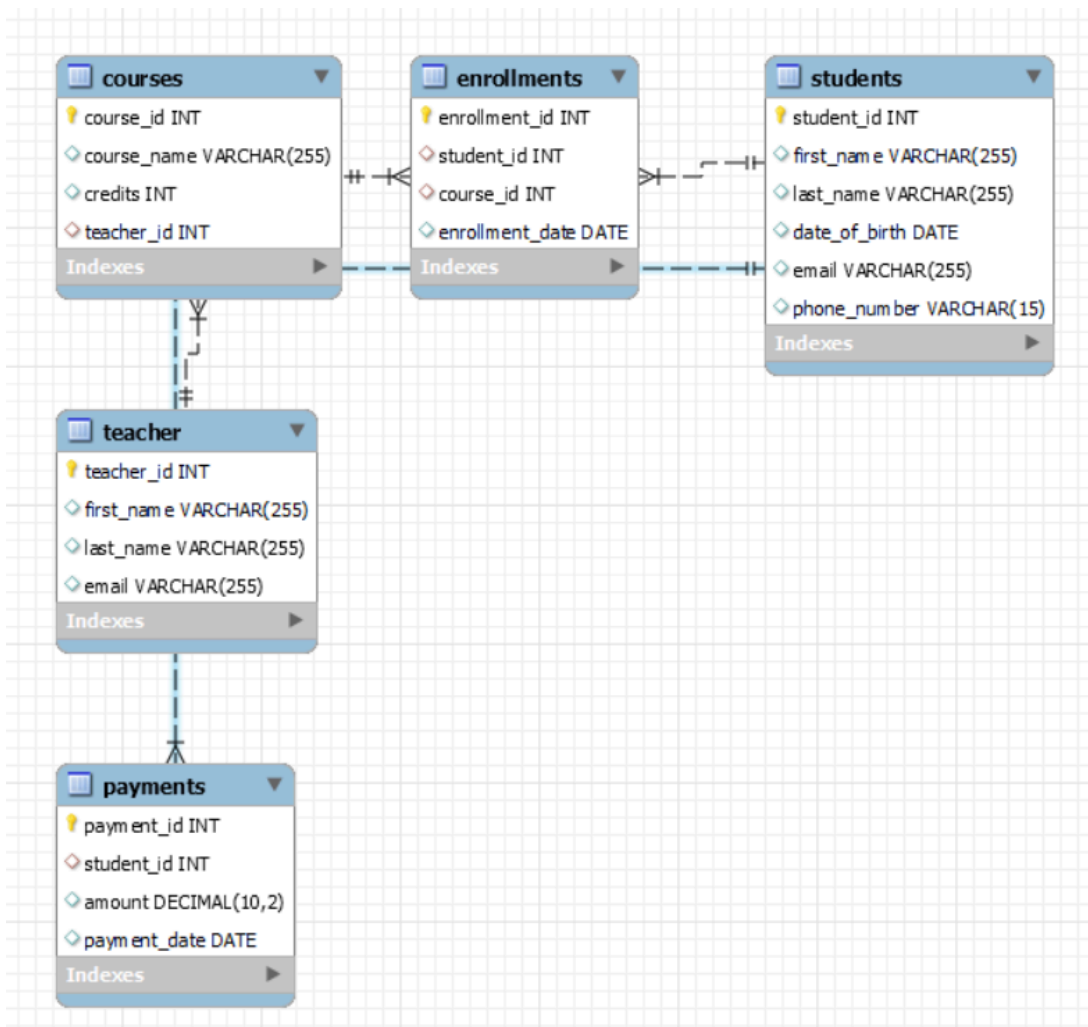 courses
course_id INT
course_name VARCHAR(255)
credits INT
teacher_id INT
Indexes
enrollments
enrollment_id INT
student_id INT
course_id INT
enrollment_date DATE
Indexes
students
student_id INT
first_name VARCHAR(255)
last_name VARCHAR(255)
date_of_birth DATE
email VARCHAR(255)
phone_number VARCHAR(15)
Indexes
teacher
teacher_id INT
first_name VARCHAR(255)
last_name VARCHAR(255)
email VARCHAR(255)
Indexes
payments
payment_id INT
student_id INT
amount DECIMAL(10,2)
payment_date DATE
Indexes